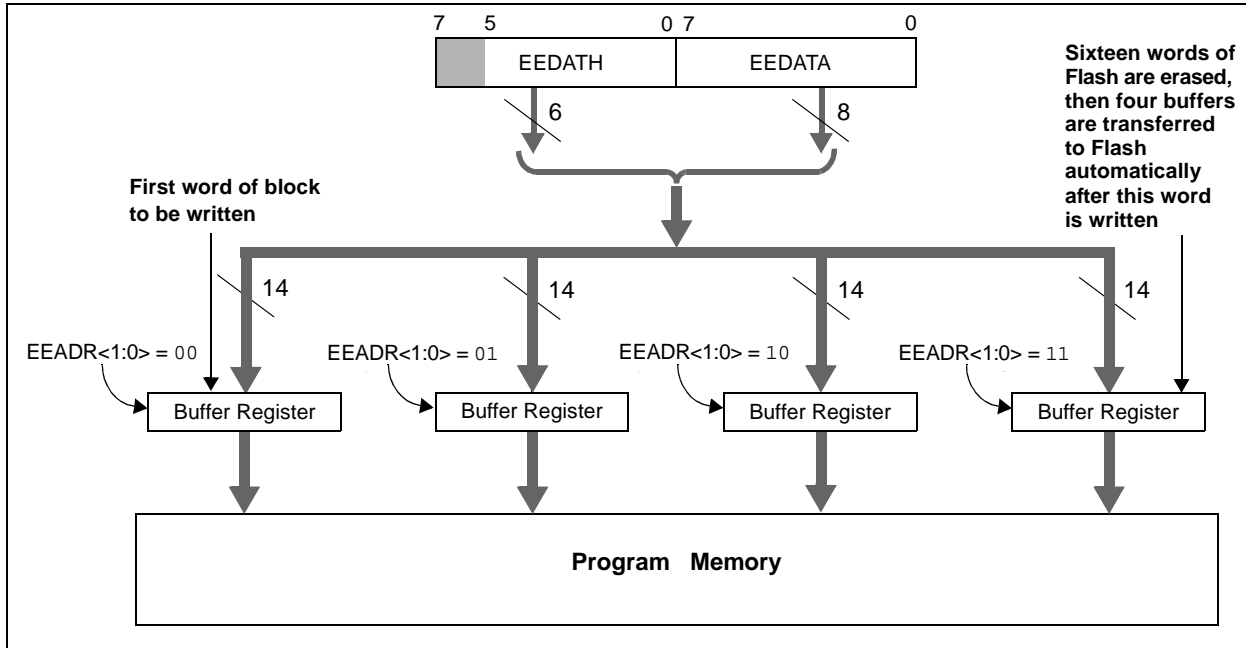 7 5 0 7 0
EEDATH EEDATA
6 8
Sixteen words of
Flash are erased,
then four buffers
are transferred
to Flash
automatically
after this word
is written
First word of block
to be written
14 14 14 14
EEADR<1:0> = 00 EEADR<1:0> = 01 EEADR<1:0> = 10 EEADR<1:0> = 11
Buffer Register Buffer Register Buffer Register Buffer Register
Program Memory